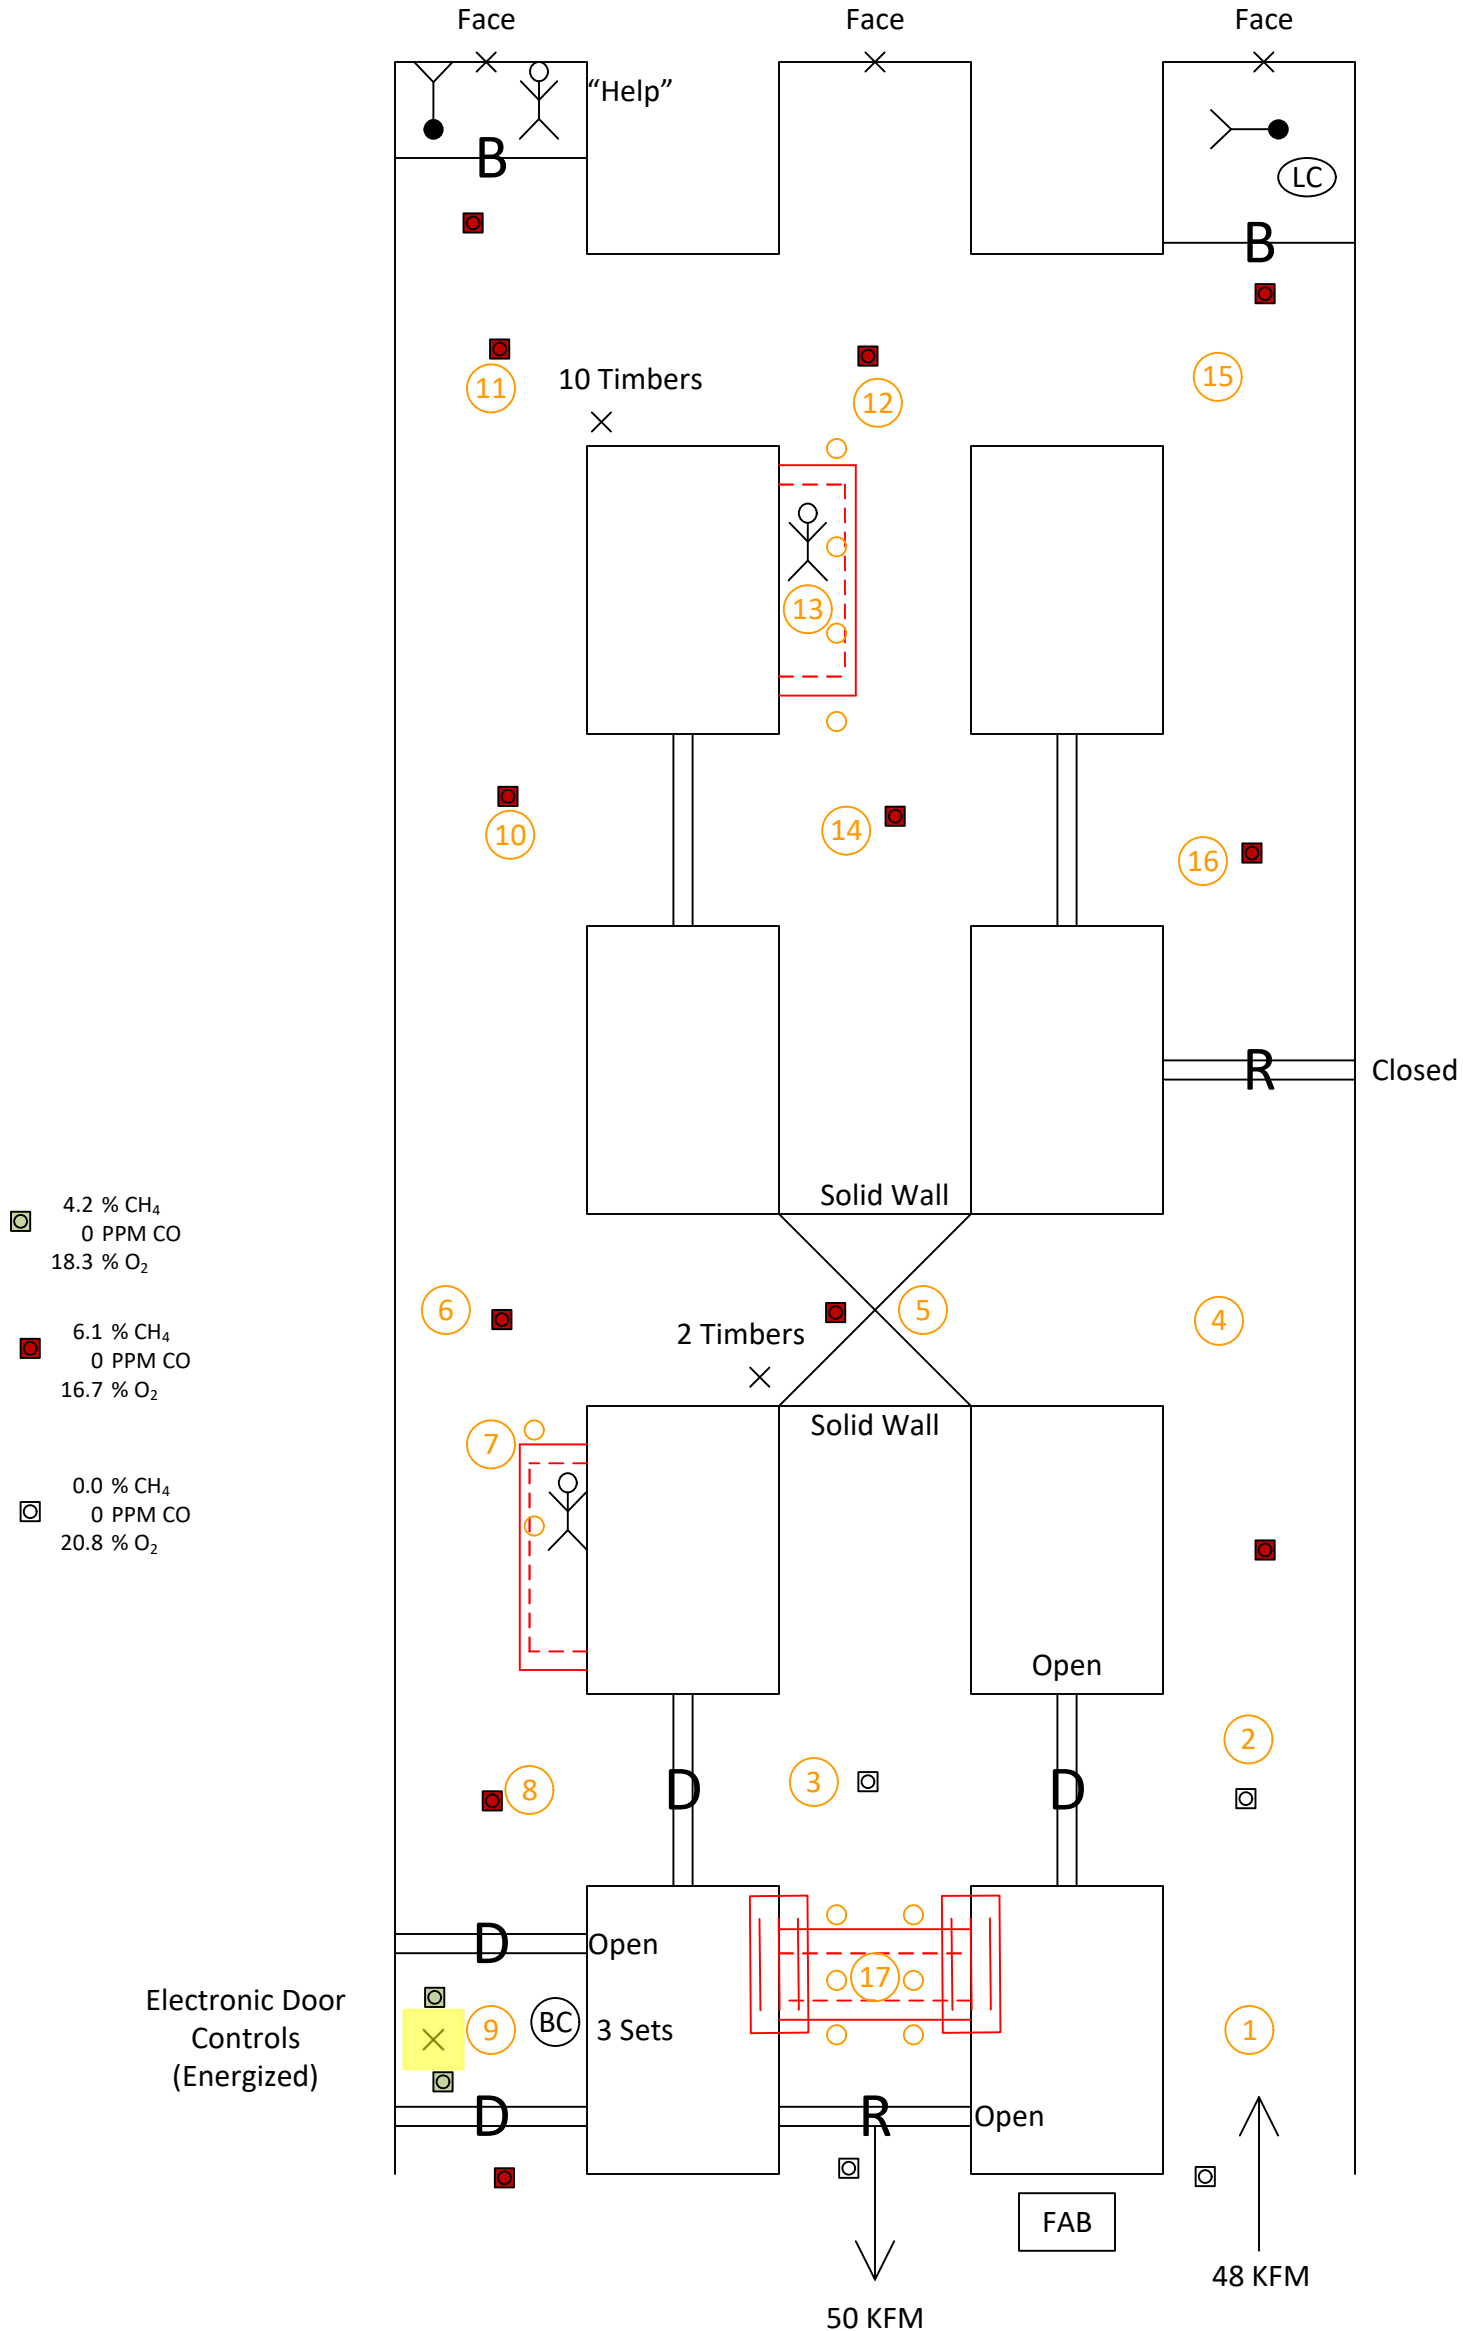 Face
Face
Face
“Help”
B
LC
B
11
10 Timbers
12
15
13
10
14
16
R
Closed
4.2 % CH₄
0 PPM CO
18.3 % O₂
Solid Wall
6
5
4
6.1 % CH₄
0 PPM CO
16.7 % O₂
2 Timbers
Solid Wall
7
0.0 % CH₄
0 PPM CO
20.8 % O₂
Open
2
8
D
3
D
D
Open
17
Electronic Door
Controls
(Energized)
9
BC
3 Sets
1
D
R
Open
FAB
48 KFM
50 KFM